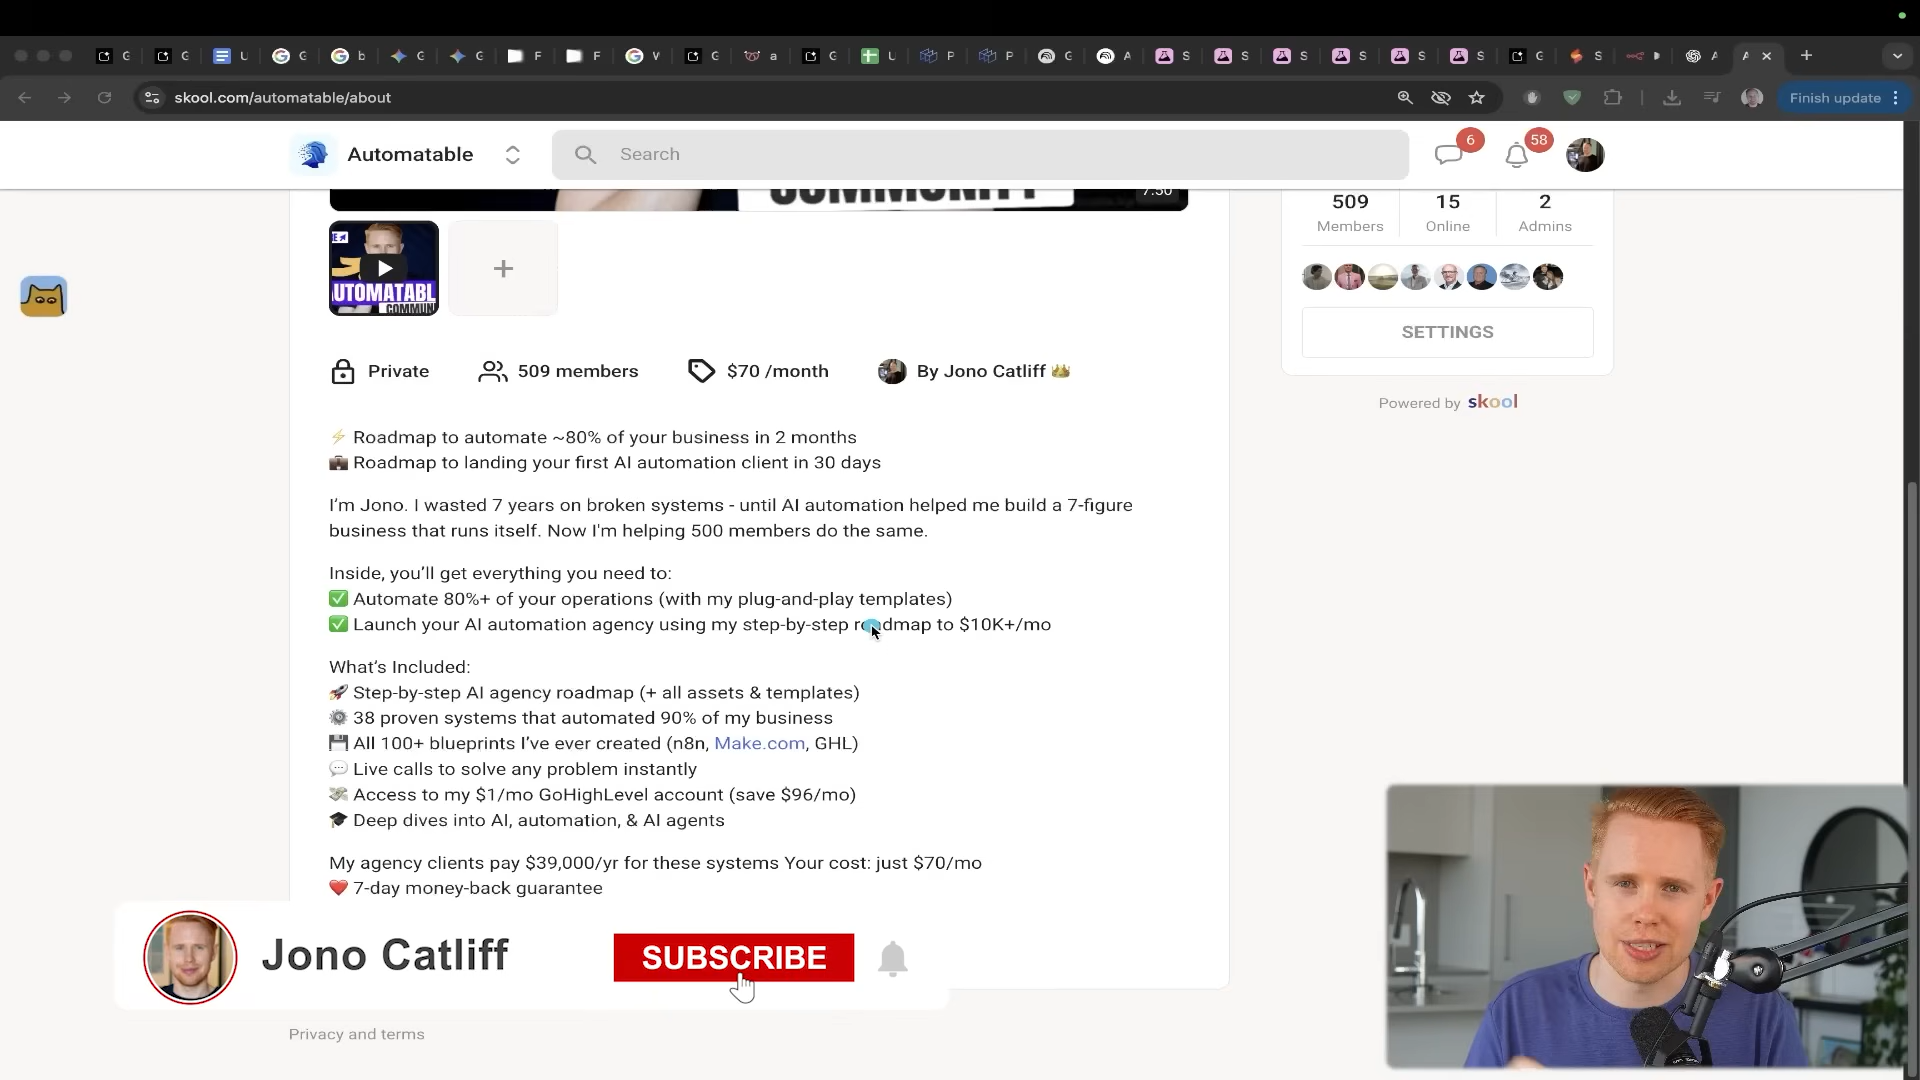 G
G
U
G
b
G
G
F
F
W
G
a
G
U
P
P
G
A
S
S
S
S
S
S
G
S
A
A
skool.com/automatable/about
Finish update
Automatable
Search
6
58
COMMUNITY
7:50
UTOMATABL
COMMUN
509
Members
15
Online
2
Admins
SETTINGS
Powered by skool
Private
509 members
$70 /month
By Jono Catliff 👑
⚡ Roadmap to automate ~80% of your business in 2 months
💼 Roadmap to landing your first AI automation client in 30 days
I’m Jono. I wasted 7 years on broken systems - until AI automation helped me build a 7-figure
business that runs itself. Now I'm helping 500 members do the same.
Inside, you’ll get everything you need to:
✅ Automate 80%+ of your operations (with my plug-and-play templates)
✅ Launch your AI automation agency using my step-by-step roadmap to $10K+/mo
What’s Included:
🚀 Step-by-step AI agency roadmap (+ all assets & templates)
⚙️ 38 proven systems that automated 90% of my business
💾 All 100+ blueprints I’ve ever created (n8n, Make.com, GHL)
💬 Live calls to solve any problem instantly
💸 Access to my $1/mo GoHighLevel account (save $96/mo)
🎓 Deep dives into AI, automation, & AI agents
My agency clients pay $39,000/yr for these systems Your cost: just $70/mo
❤️ 7-day money-back guarantee
Jono Catliff
SUBSCRIBE
Privacy and terms